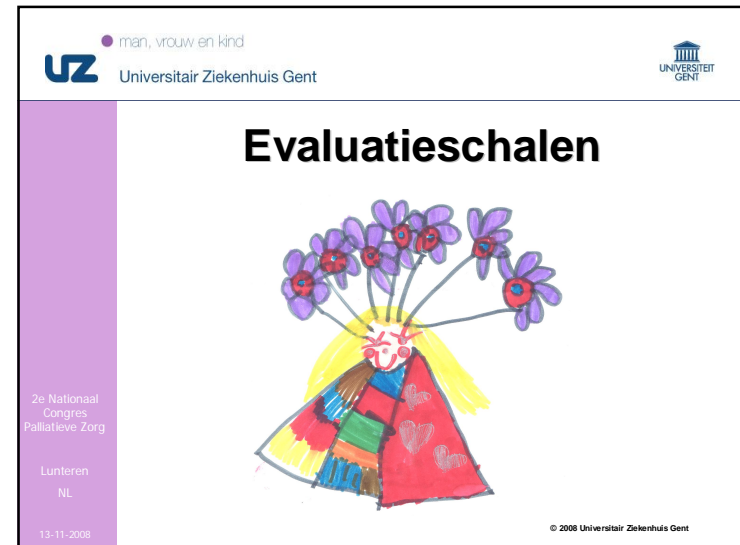 man, vrouw en kind
UZ
Universitair Ziekenhuis Gent
UNIVERSITEIT
GENT
Evaluatieschalen
2e Nationaal
Congres
Palliatieve Zorg
Lunteren
NL
13-11-2008
© 2008 Universitair Ziekenhuis Gent